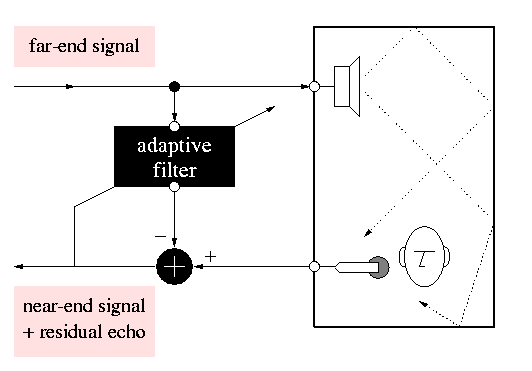 far-end signal
adaptive
filter
−
+
near-end signal
+ residual echo